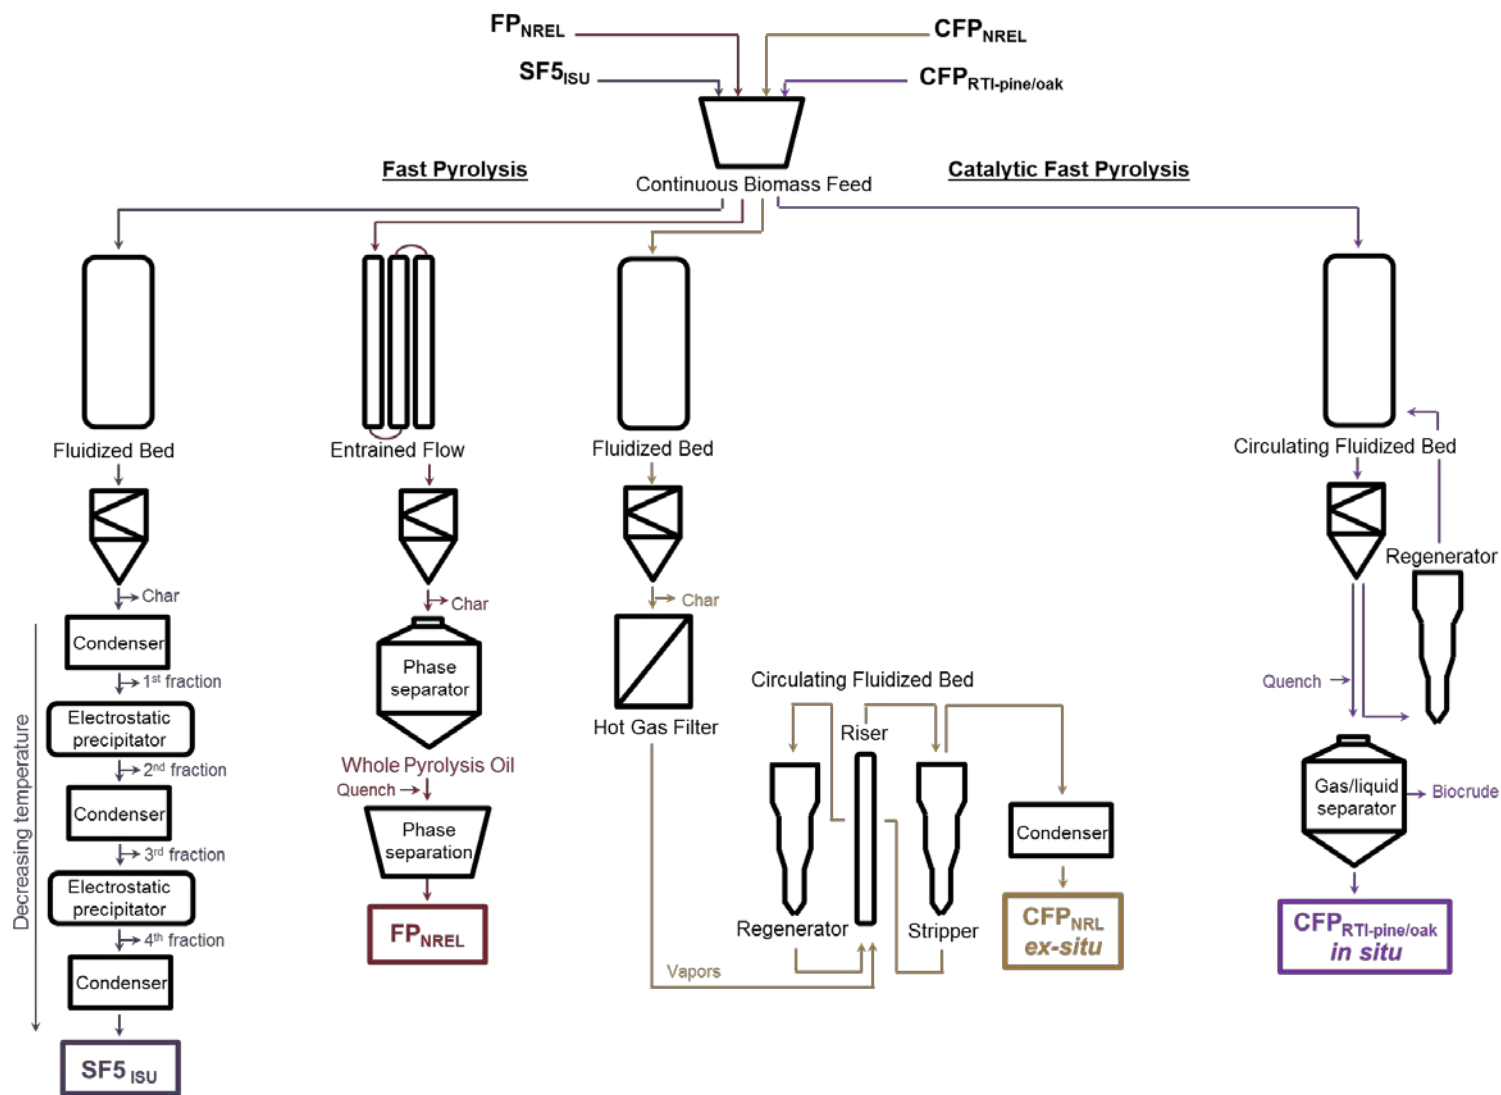 FPNREL
CFPNREL
SF5ISU
CFPRTI-pine/oak
Fast Pyrolysis
Catalytic Fast Pyrolysis
Continuous Biomass Feed
Fluidized Bed
Entrained Flow
Fluidized Bed
Circulating Fluidized Bed
Regenerator
Char
Char
Char
Decreasing temperature
Condenser
1st fraction
Electrostatic
precipitator
2nd fraction
Condenser
3rd fraction
Electrostatic
precipitator
4th fraction
Condenser
SF5 ISU
Phase
separator
Whole Pyrolysis Oil
Quench
Phase
separation
FPNREL
Hot Gas Filter
Vapors
Circulating Fluidized Bed
Riser
Regenerator
Stripper
Condenser
CFPNRL
ex-situ
Quench
Gas/liquid
separator
Biocrude
CFPRTI-pine/oak
in situ